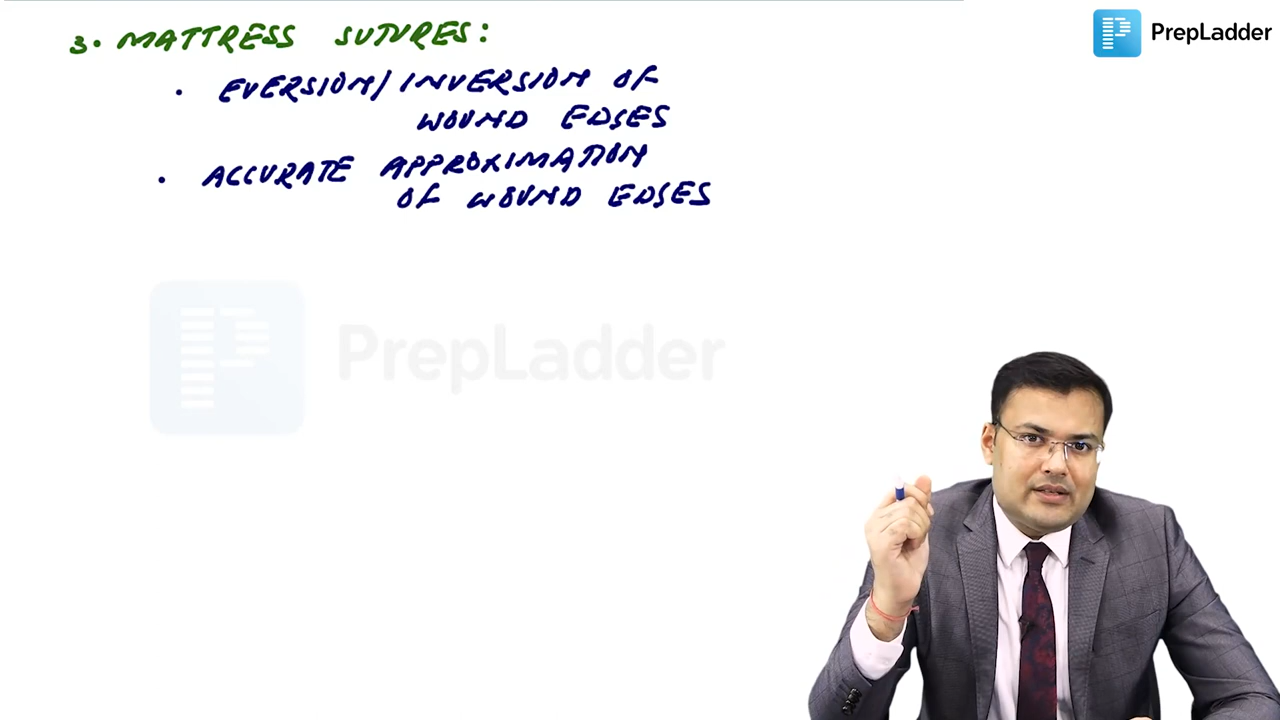 PrepLadder
3. MATTRESS SUTURES:
• EVERSION/INVERSION OF
WOUND EDGES
• ACCURATE APPROXIMATION
OF WOUND EDGES
PrepLadder